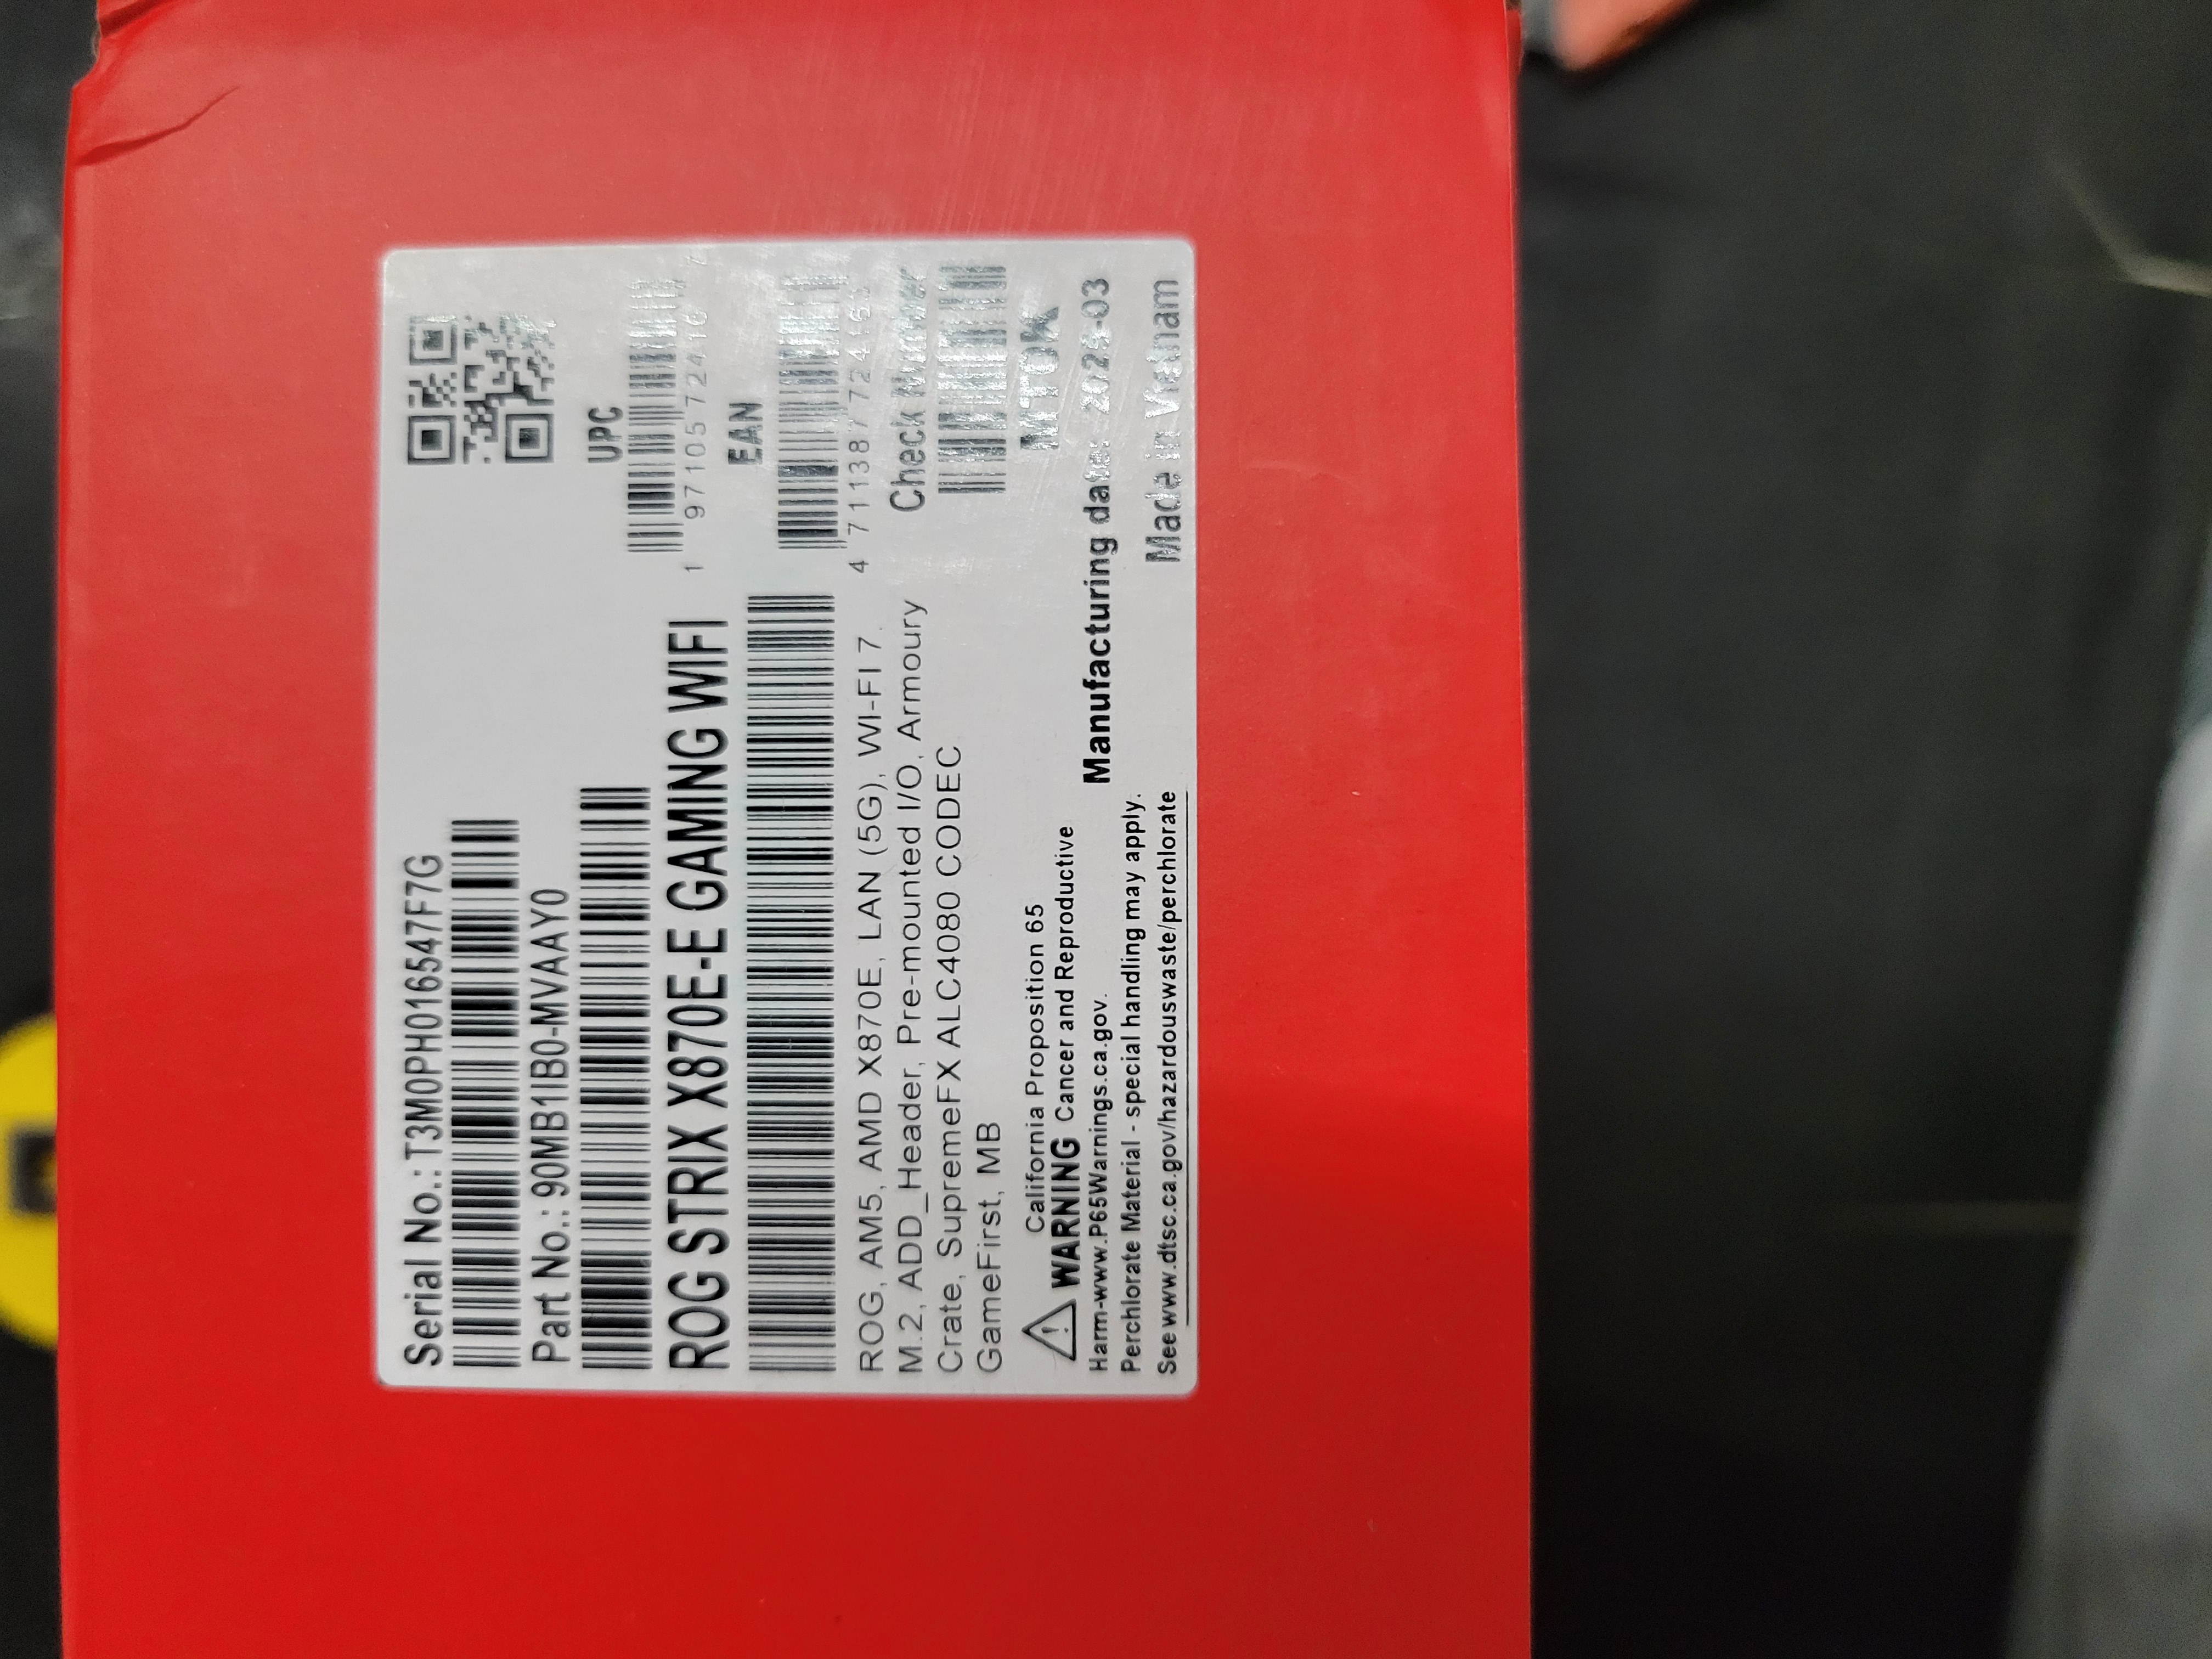 Serial No.: T3M0PH016547F7G
Part No.: 90MB1IB0-MVAAY0
ROG STRIX X870E-E GAMING WIFI
ROG, AM5, AMD X870E, LAN (5G), WI-FI 7,
M.2, ADD_Header, Pre-mounted I/O, Armoury
Crate, SupremeFX ALC4080 CODEC,
GameFirst, MB
California Proposition 65
WARNING Cancer and Reproductive
Harm-www.P65Warnings.ca.gov.
Perchlorate Material - special handling may apply.
See www.dtsc.ca.gov/hazardouswaste/perchlorate
UPC
EAN
Check Number
Manufacturing date: 2025-03
Made in Vietnam